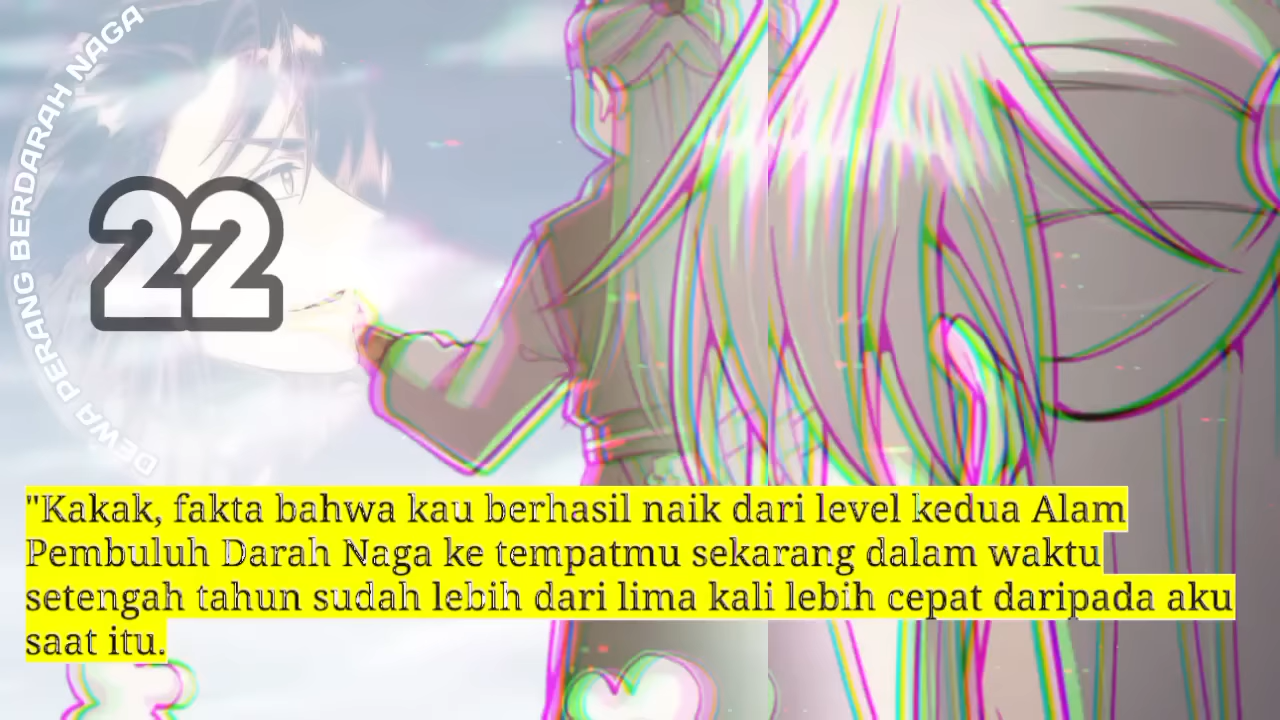 DEWA PERANG BERDARAH NAGA
22
"Kakak, fakta bahwa kau berhasil naik dari level kedua Alam
Pembuluh Darah Naga ke tempatmu sekarang dalam waktu
setengah tahun sudah lebih dari lima kali lebih cepat daripada aku
saat itu.